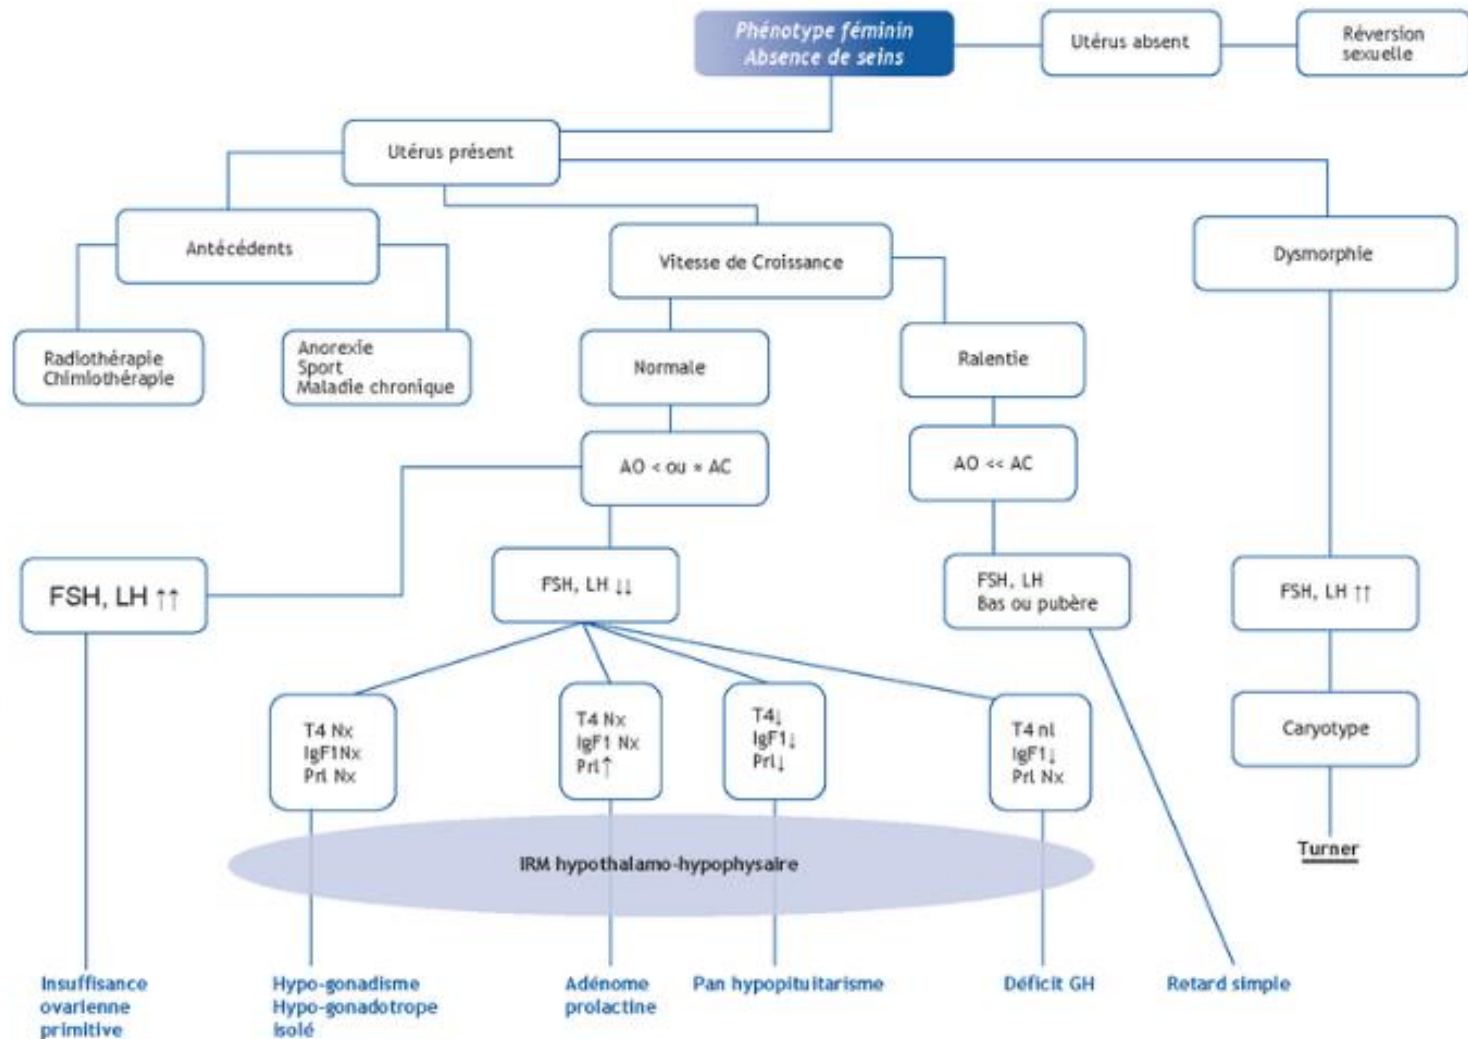 Phénotype féminin
Absence de seins
Utérus absent
Réversion
sexuelle
Utérus présent
Antécédents
Vitesse de Croissance
Dysmorphie
Radiothérapie
Chimiothérapie
Anorexie
Sport
Maladie chronique
Normale
Ralentie
AO < ou = AC
AO << AC
FSH, LH ↑↑
FSH, LH ↓↓
FSH, LH
Bas ou pubère
FSH, LH ↑↑
T4 Nx
IgF1Nx
Prl Nx
T4 Nx
IgF1 Nx
Prl↑
T4↓
IgF1↓
Prl↓
T4 nl
IgF1↓
Prl Nx
Caryotype
IRM hypothalamo-hypophysaire
Turner
Insuffisance
ovarienne
primitive
Hypo-gonadisme
Hypo-gonadotrope
isolé
Adénome
prolactine
Pan hypopituitarisme
Déficit GH
Retard simple